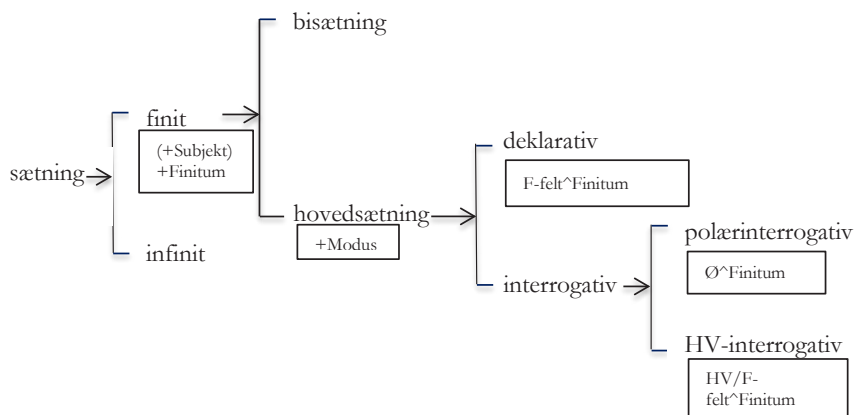 bisætning
finit
(+Subjekt)
+Finitum
deklarativ
F-felt^Finitum
sætning
hovedsætning
+Modus
polærinterrogativ
Ø^Finitum
infinit
interrogativ
HV-interrogativ
HV/F-
felt^Finitum